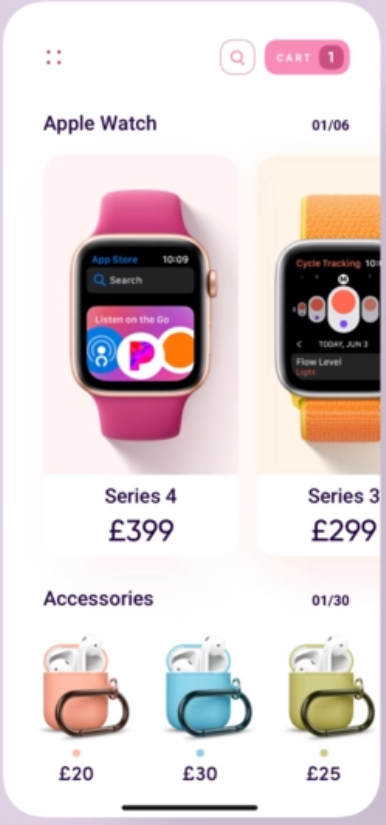 CART 1
Apple Watch 01/06
App Store 10:09
Search
Listen on the Go
Cycle Tracking 10:
M
TODAY, JUN 3
Flow Level
Light
Series 4
£399
Series 3
£299
Accessories 01/30
£20 £30 £25